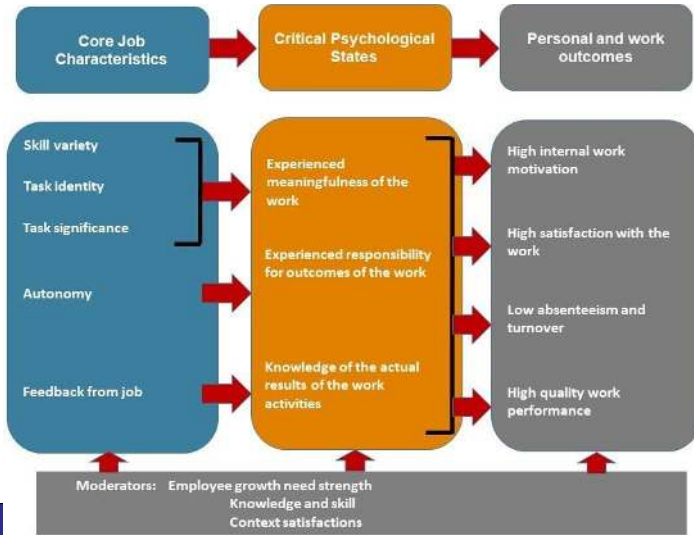 Core Job
Characteristics
Critical Psychological
States
Personal and work
outcomes
Skill variety
Task identity
Task significance
Autonomy
Feedback from job
Experienced
meaningfulness of the
work
Experienced responsibility
for outcomes of the work
Knowledge of the actual
results of the work
activities
High internal work
motivation
High satisfaction with the
work
Low absenteeism and
turnover
High quality work
performance
Moderators: Employee growth need strength
Knowledge and skill
Context satisfactions